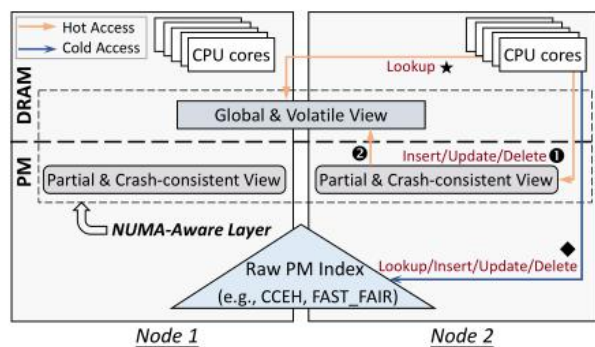 Hot Access
Cold Access
CPU cores
CPU cores
Lookup ★
DRAM
Global & Volatile View
PM
❷
Insert/Update/Delete ❶
Partial & Crash-consistent View
Partial & Crash-consistent View
NUMA-Aware Layer
◆
Raw PM Index
Lookup/Insert/Update/Delete
(e.g., CCEH, FAST_FAIR)
Node 1
Node 2